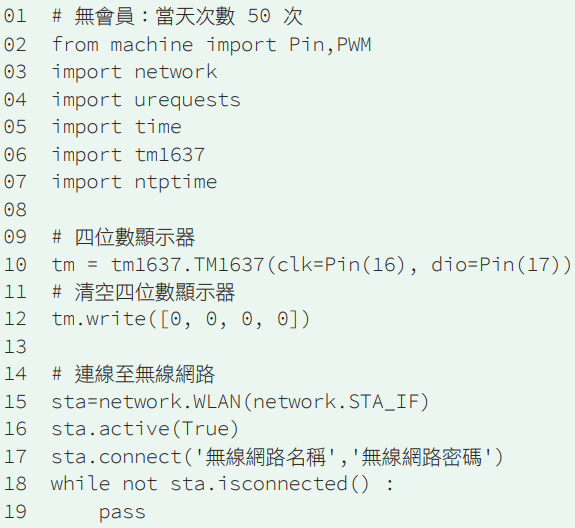 01 # 無會員：當天次數 50 次
02 from machine import Pin,PWM
03 import network
04 import urequests
05 import time
06 import tm1637
07 import ntptime
08
09 # 四位數顯示器
10 tm = tm1637.TM1637(clk=Pin(16), dio=Pin(17))
11 # 清空四位數顯示器
12 tm.write([0, 0, 0, 0])
13
14 # 連線至無線網路
15 sta=network.WLAN(network.STA_IF)
16 sta.active(True)
17 sta.connect('無線網路名稱','無線網路密碼')
18 while not sta.isconnected() :
19     pass